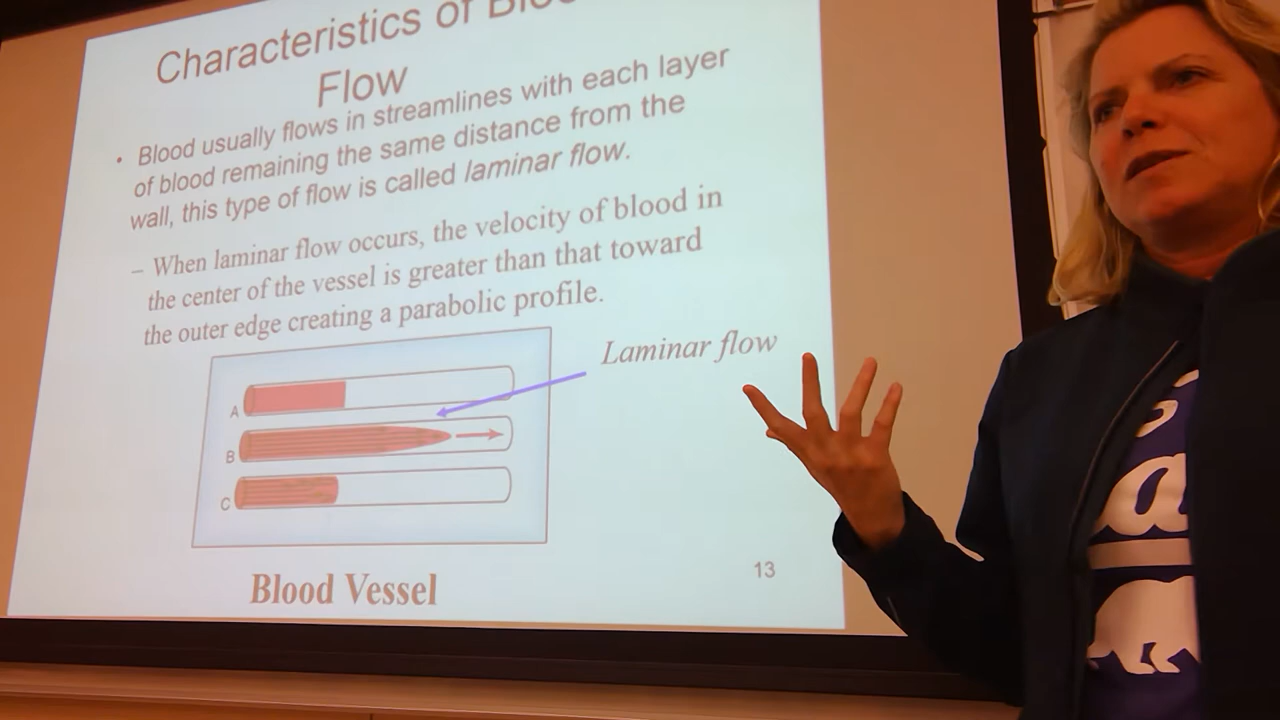 Characteristics of
Flow
• Blood usually flows in streamlines with each layer
of blood remaining the same distance from the
wall, this type of flow is called laminar flow.
– When laminar flow occurs, the velocity of blood in
the center of the vessel is greater than that toward
the outer edge creating a parabolic profile.
Laminar flow
A
B
C
Blood Vessel
13